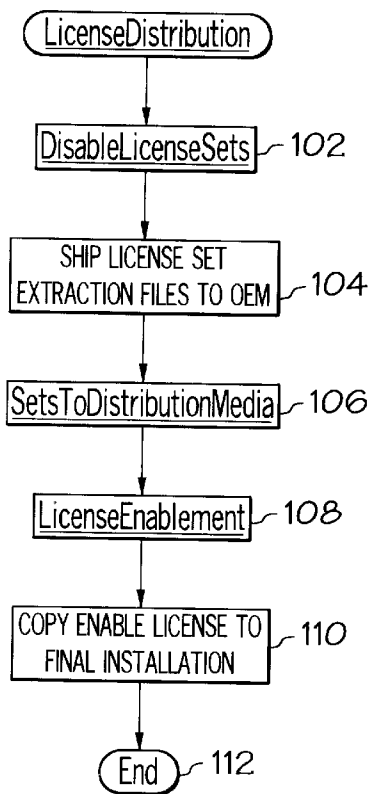 LicenseDistribution
DisableLicenseSets 102
SHIP LICENSE SET
EXTRACTION FILES TO OEM 104
SetsToDistributionMedia 106
LicenseEnablement 108
COPY ENABLE LICENSE TO
FINAL INSTALLATION 110
End 112